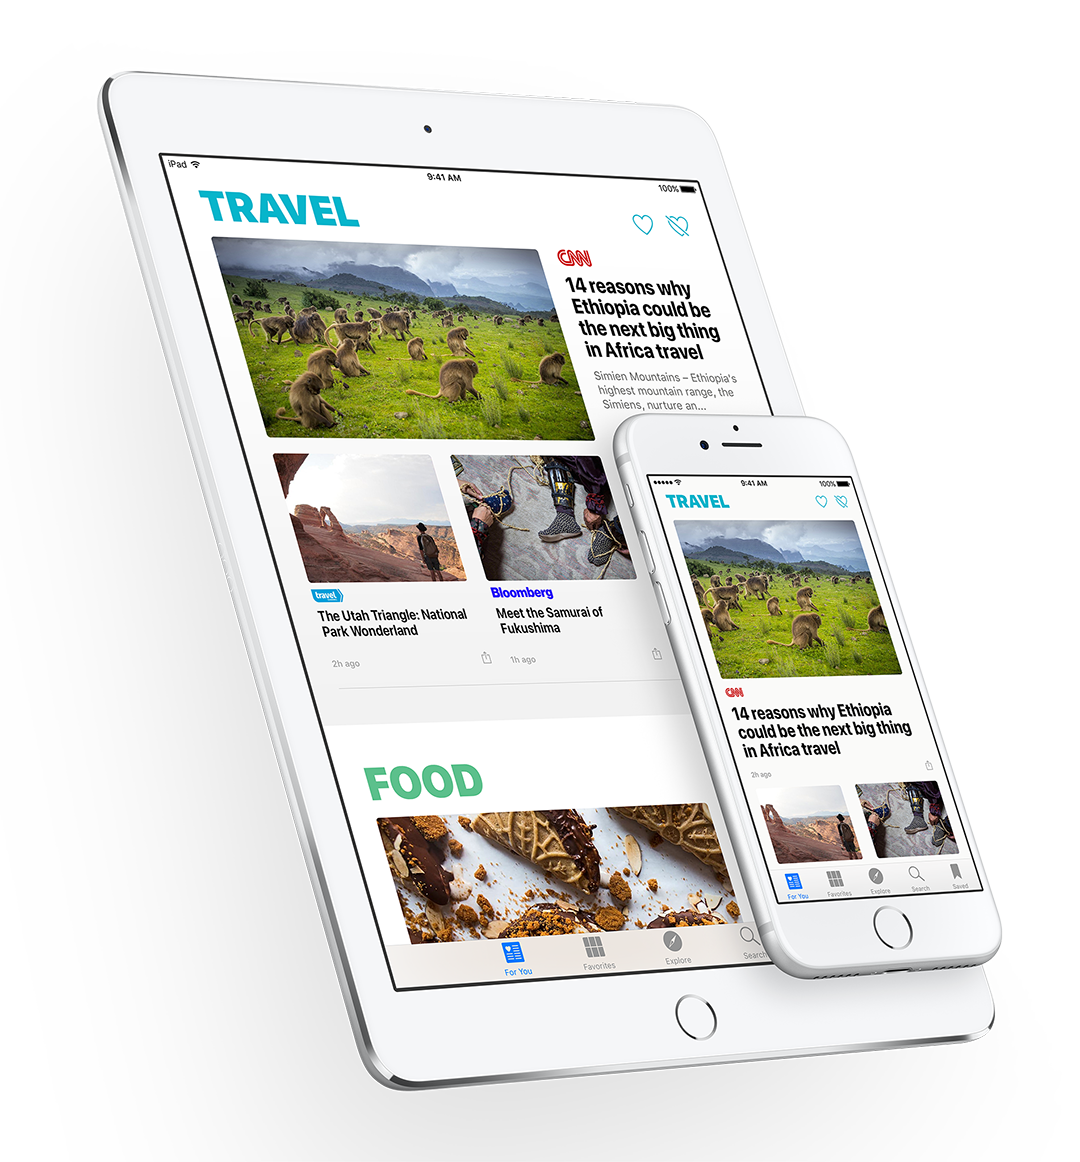 iPad
9:41 AM
100%
TRAVEL
CNN
14 reasons why
Ethiopia could be
the next big thing
in Africa travel
Simien Mountains – Ethiopia's
highest mountain range, the
Simiens, nurture an...
travel
The Utah Triangle: National
Park Wonderland
2h ago
Bloomberg
Meet the Samurai of
Fukushima
1h ago
FOOD
For You
Favorites
Explore
Search
9:41 AM
100%
TRAVEL
CNN
14 reasons why Ethiopia
could be the next big thing
in Africa travel
2h ago
For You
Favorites
Explore
Search
Saved